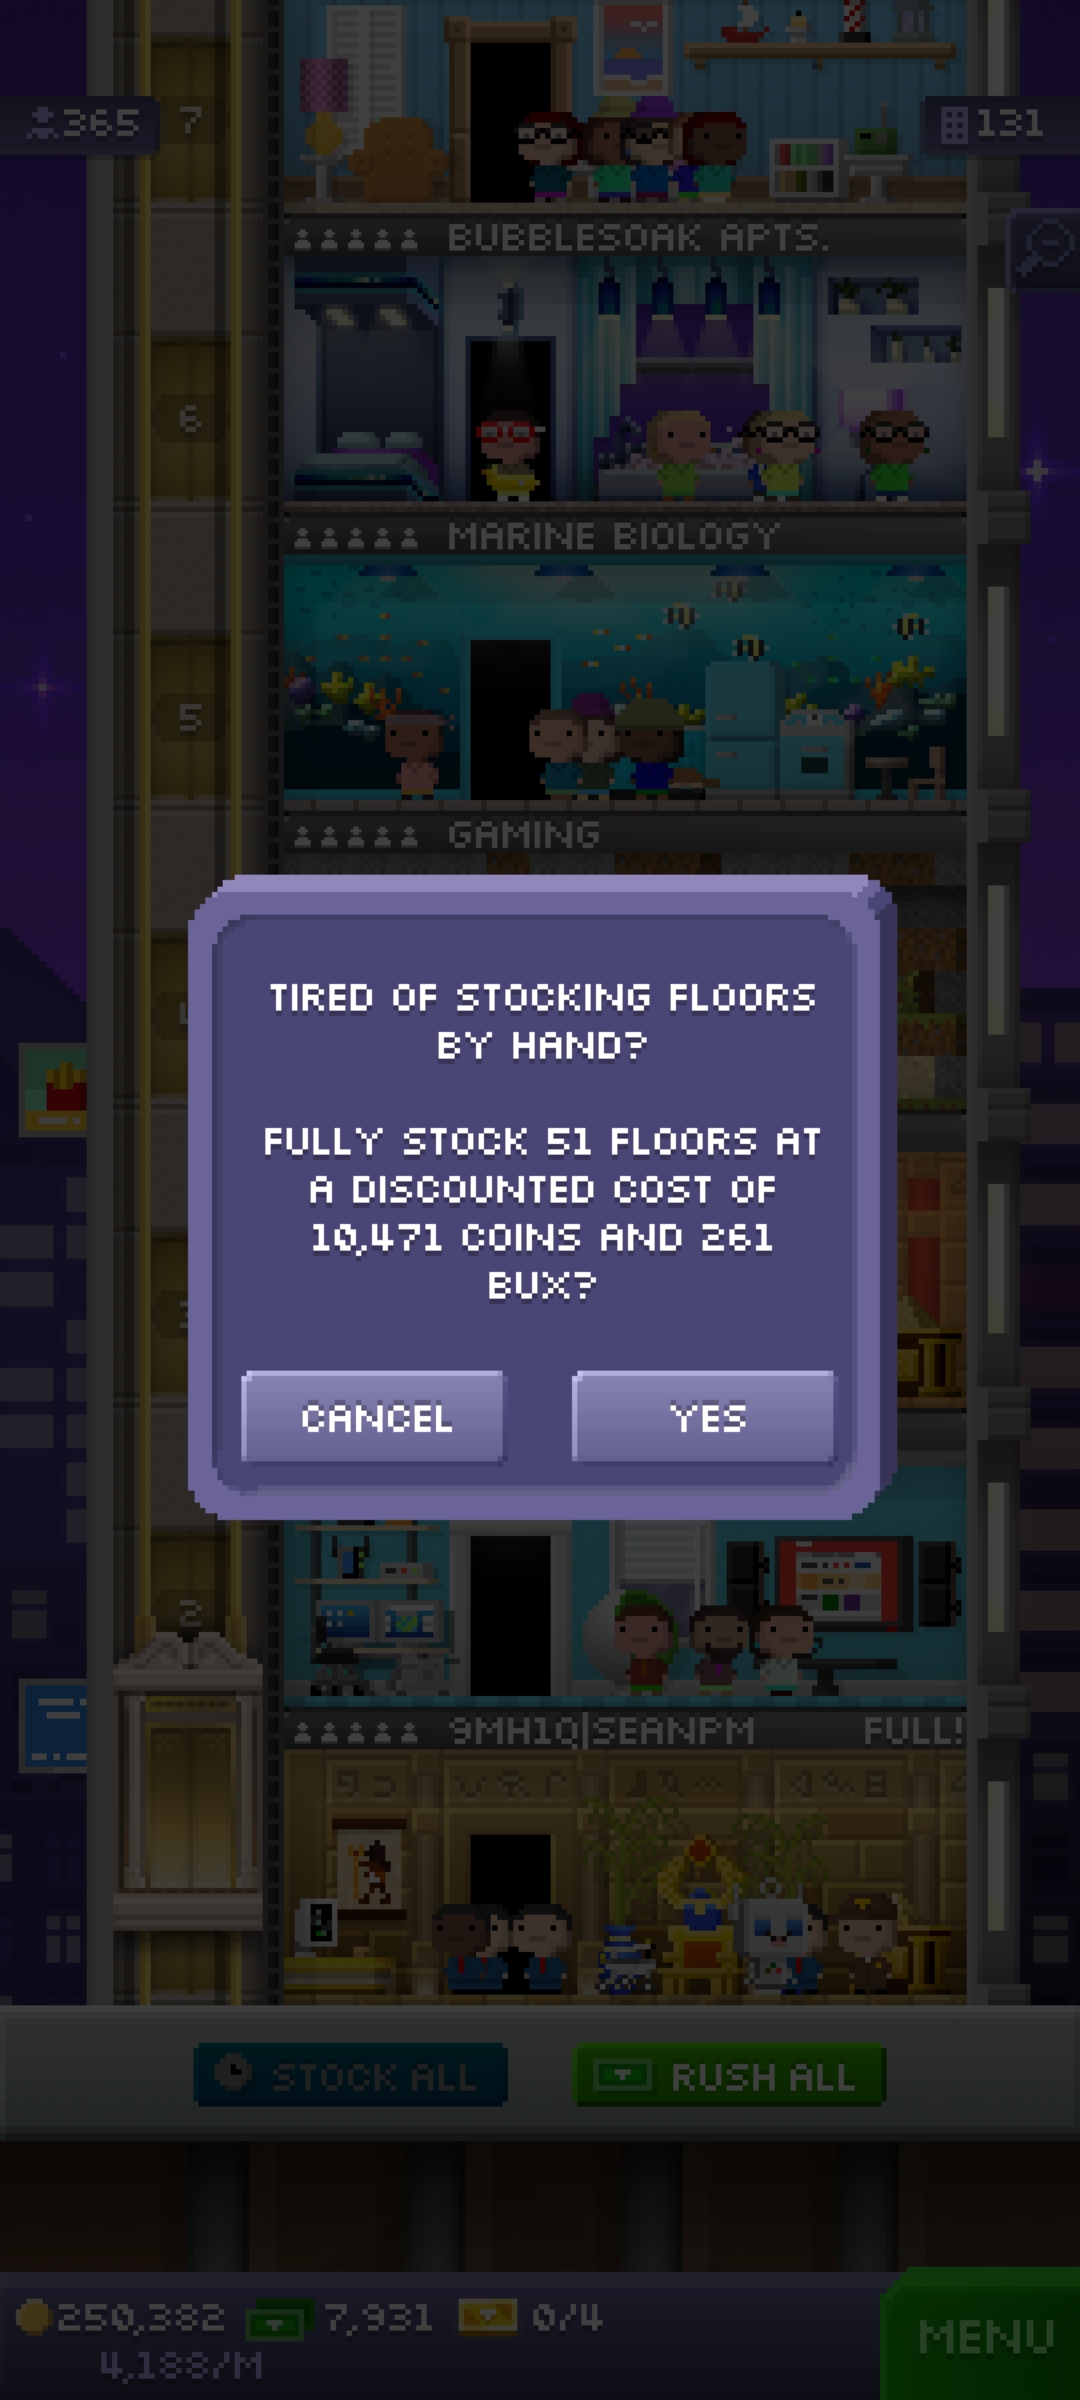 365
7
131
BUBBLESOAK APTS.
6
MARINE BIOLOGY
5
GAMING
TIRED OF STOCKING FLOORS
BY HAND?
FULLY STOCK 51 FLOORS AT
A DISCOUNTED COST OF
10,471 COINS AND 261
BUX?
CANCEL
YES
2
9MH1Q|SEANPM
FULL!
STOCK ALL
RUSH ALL
250,382
7,931
0/4
4,188/M
MENU